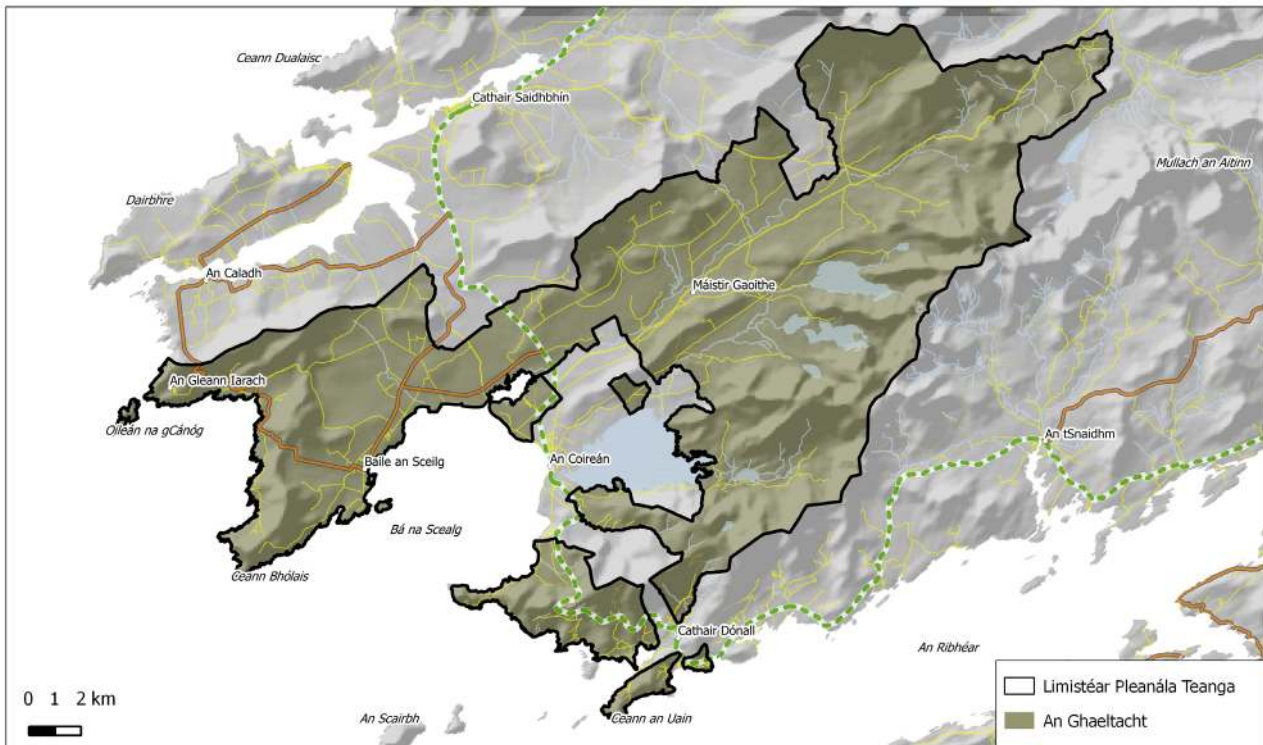 Ceann Dualaisc
Cathair Saidhbhín
Mullach an Aitinn
Dairbhre
An Caladh
Máistir Gaoithe
An Gleann Iarach
Oileán na gCánóg
An tSnaidhm
Baile an Sceilg
An Coireán
Bá na Scealg
Ceann Bhólais
Cathair Dónall
An Ribhéar
Ceann an Uain
An Scairbh
0 1 2 km
Limistéar Pleanála Teanga
An Ghaeltacht